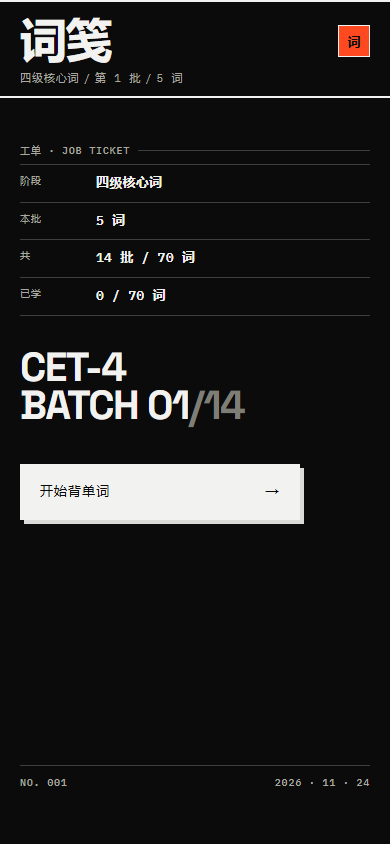 词笺
词
四级核心词 / 第 1 批 / 5 词
工单 · JOB TICKET
阶段 四级核心词
本批 5 词
共 14 批 / 70 词
已学 0 / 70 词
CET-4
BATCH 01/14
开始背单词 →
NO. 001 2026 · 11 · 24